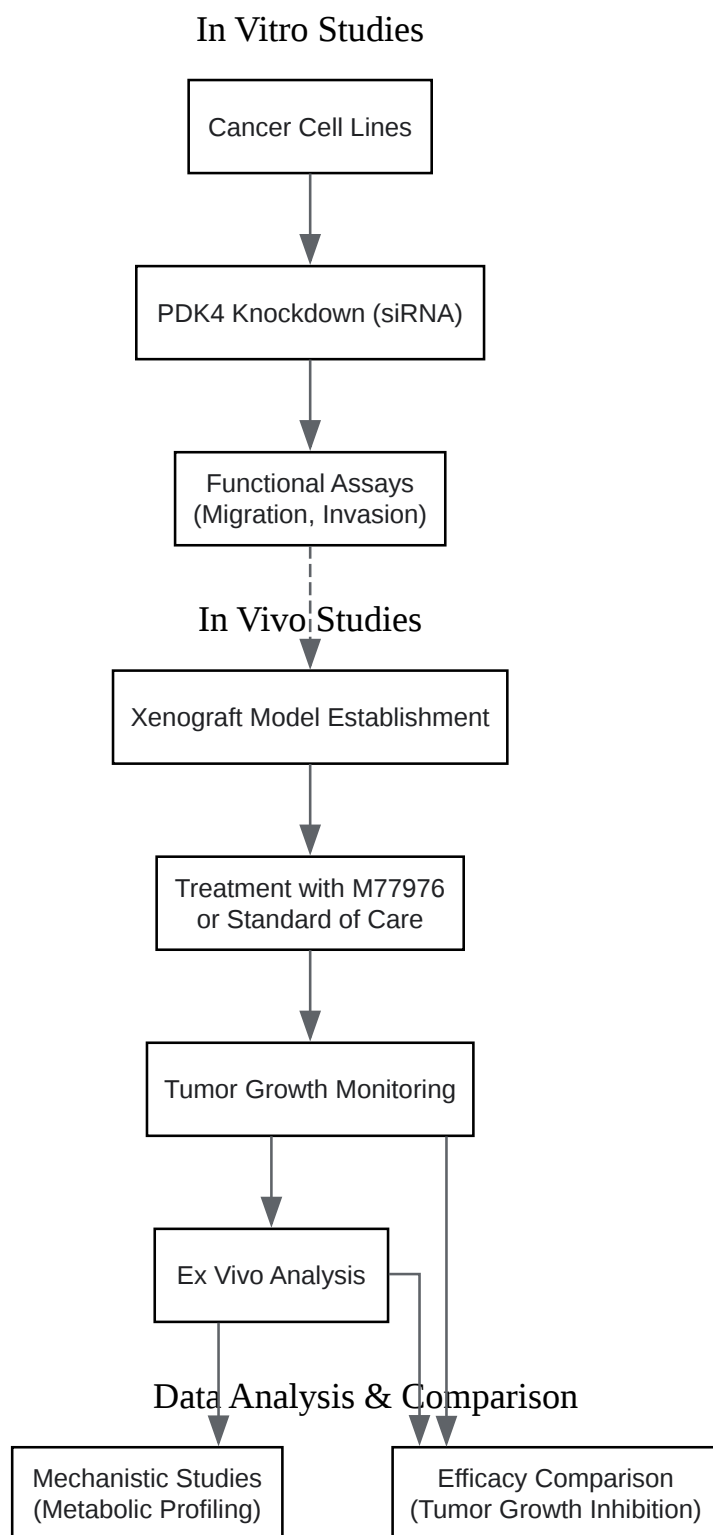 In Vitro Studies
Cancer Cell Lines
PDK4 Knockdown (siRNA)
Functional Assays
(Migration, Invasion)
In Vivo Studies
Xenograft Model Establishment
Treatment with M77976
or Standard of Care
Tumor Growth Monitoring
Ex Vivo Analysis
Data Analysis & Comparison
Mechanistic Studies
(Metabolic Profiling)
Efficacy Comparison
(Tumor Growth Inhibition)